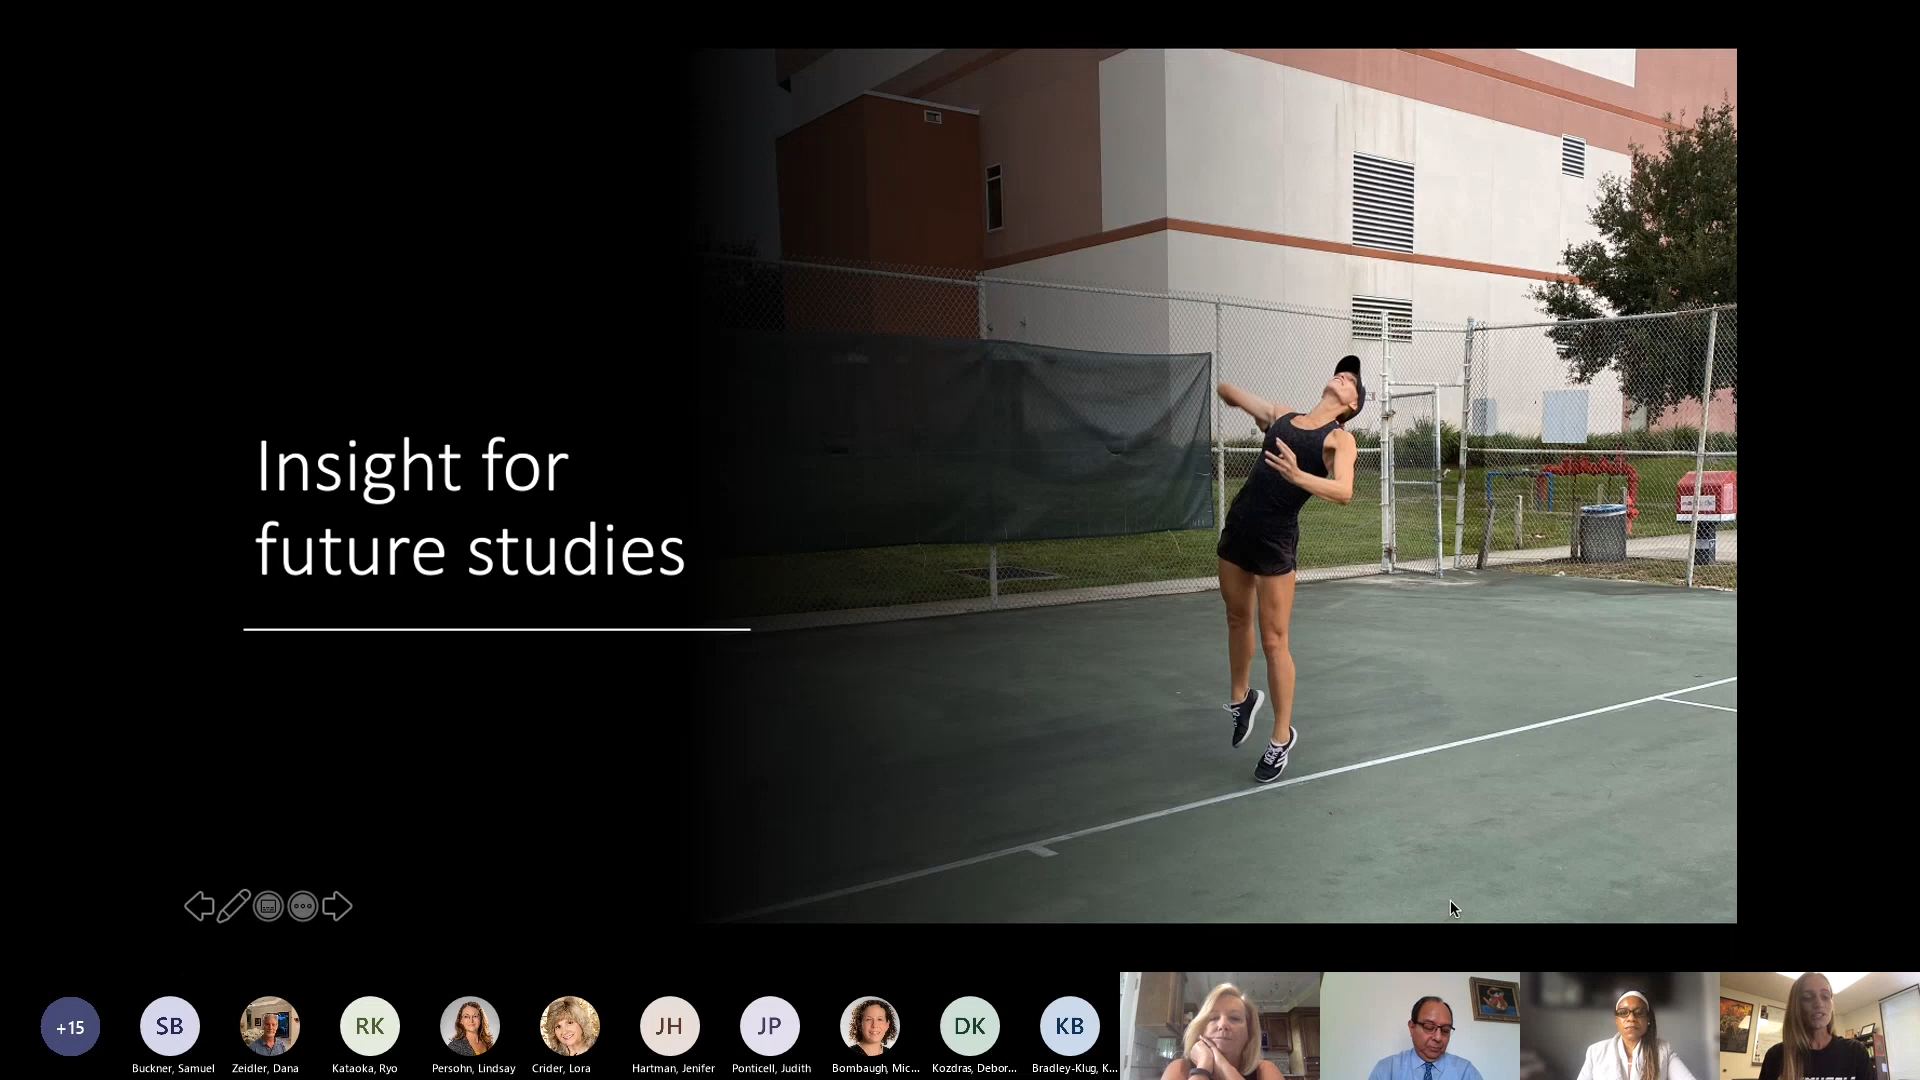 Insight for
future studies
+15
SB
RK
JH
JP
DK
KB
Buckner, Samuel
Zeidler, Dana
Kataoka, Ryo
Persohn, Lindsay
Crider, Lora
Hartman, Jenifer
Ponticell, Judith
Bombaugh, Mic...
Kozdras, Debor...
Bradley-Klug, K...